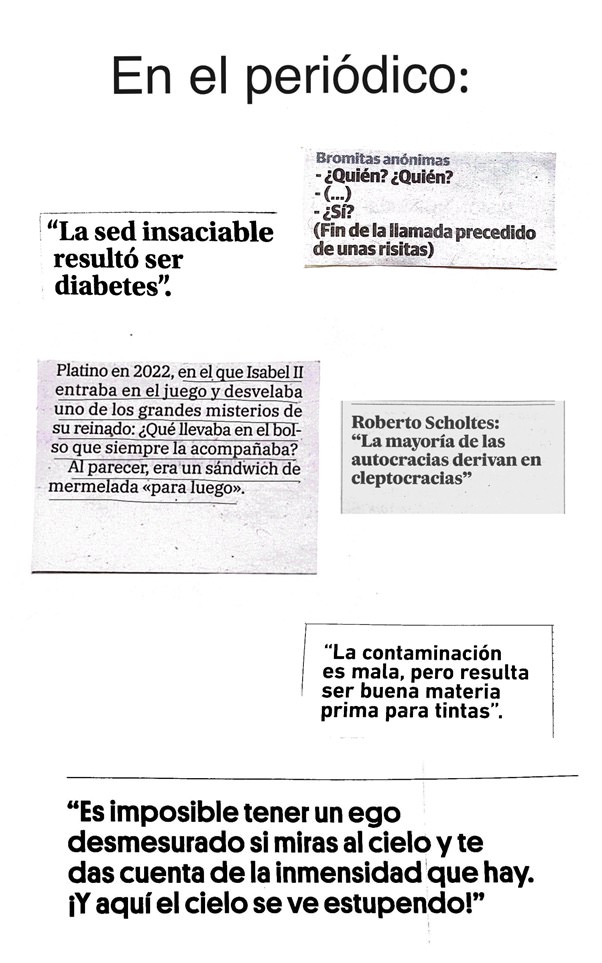 En el periódico:
Bromitas anónimas
- ¿Quién? ¿Quién?
- (...)
- ¿Sí?
(Fin de la llamada precedido
de unas risitas)
“La sed insaciable
resultó ser
diabetes”.
Platino en 2022, en el que Isabel II
entraba en el juego y desvelaba
uno de los grandes misterios de
su reinado: ¿Qué llevaba en el bol-
so que siempre la acompañaba?
Al parecer, era un sándwich de
mermelada «para luego».
Roberto Scholtes:
“La mayoría de las
autocracias derivan en
cleptocracias”
“La contaminación
es mala, pero resulta
ser buena materia
prima para tintas”.
“Es imposible tener un ego
desmesurado si miras al cielo y te
das cuenta de la inmensidad que hay.
¡Y aquí el cielo se ve estupendo!”